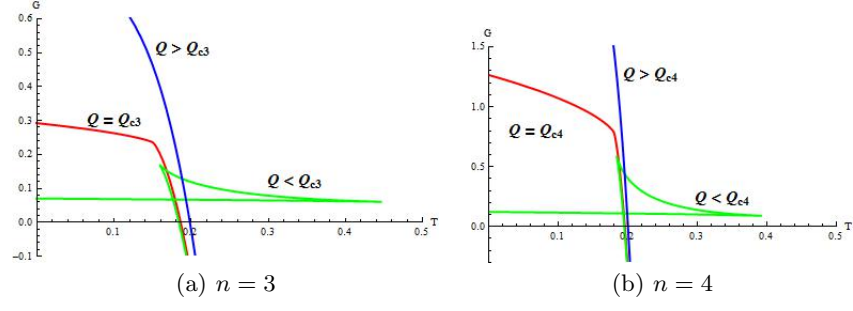 G
0.6
Q > Qc3
0.5
0.4
Q = Qc3
0.3
0.2
Q < Qc3
0.1
0.0
0.1 0.2 0.3 0.4 0.5 T
-0.1
(a) n = 3
G
1.5
Q > Qc4
1.0
Q = Qc4
0.5
Q < Qc4
0.0
0.1 0.2 0.3 0.4 0.5 T
(b) n = 4